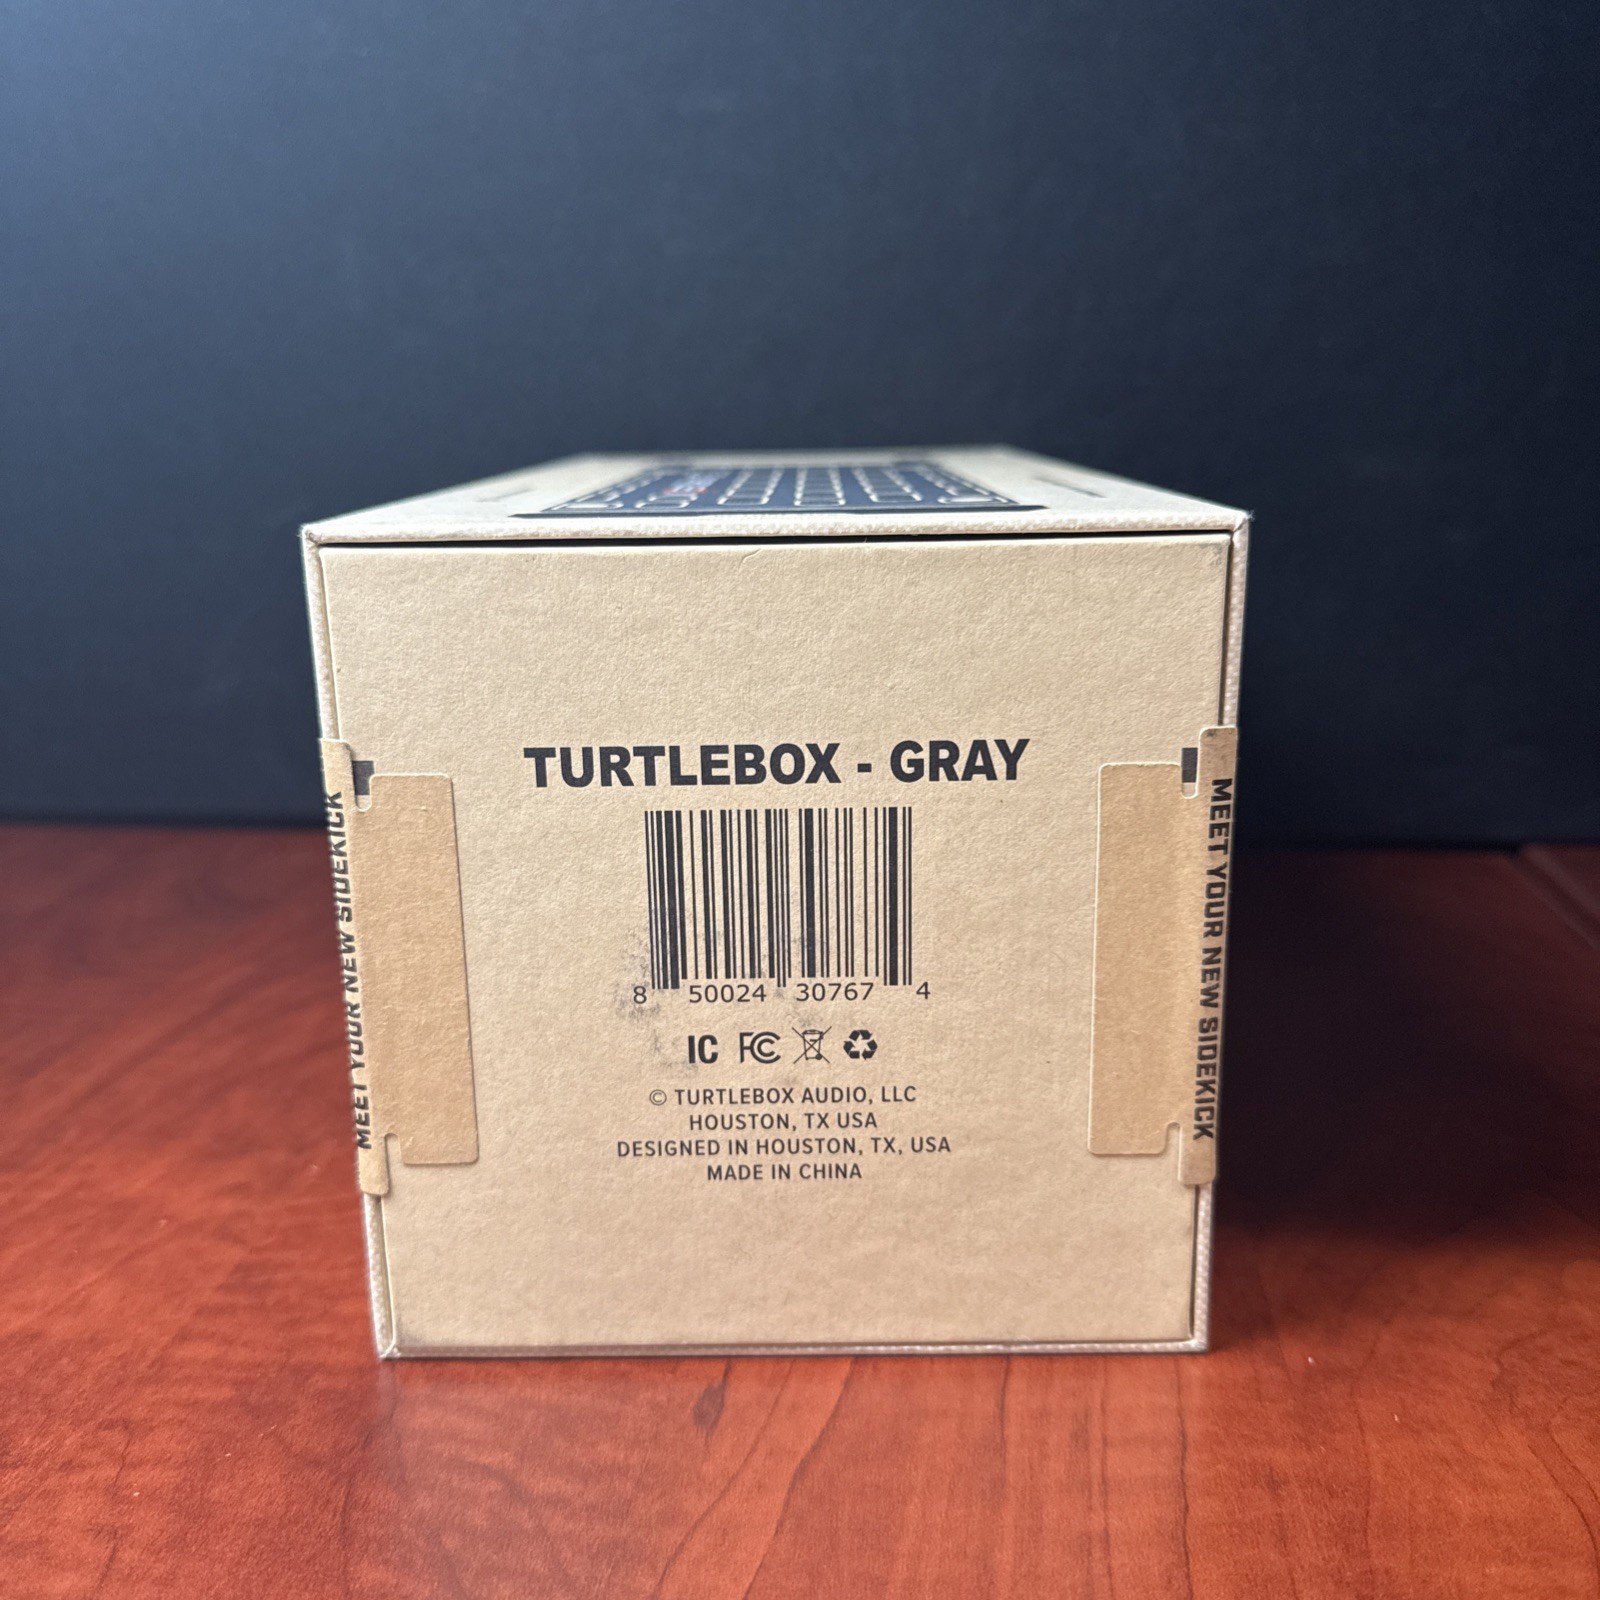 TURTLEBOX - GRAY
8 50024 30767 4
IC FC
© TURTLEBOX AUDIO, LLC
HOUSTON, TX USA
DESIGNED IN HOUSTON, TX, USA
MADE IN CHINA
MEET YOUR NEW SIDEKICK
MEET YOUR NEW SIDEKICK